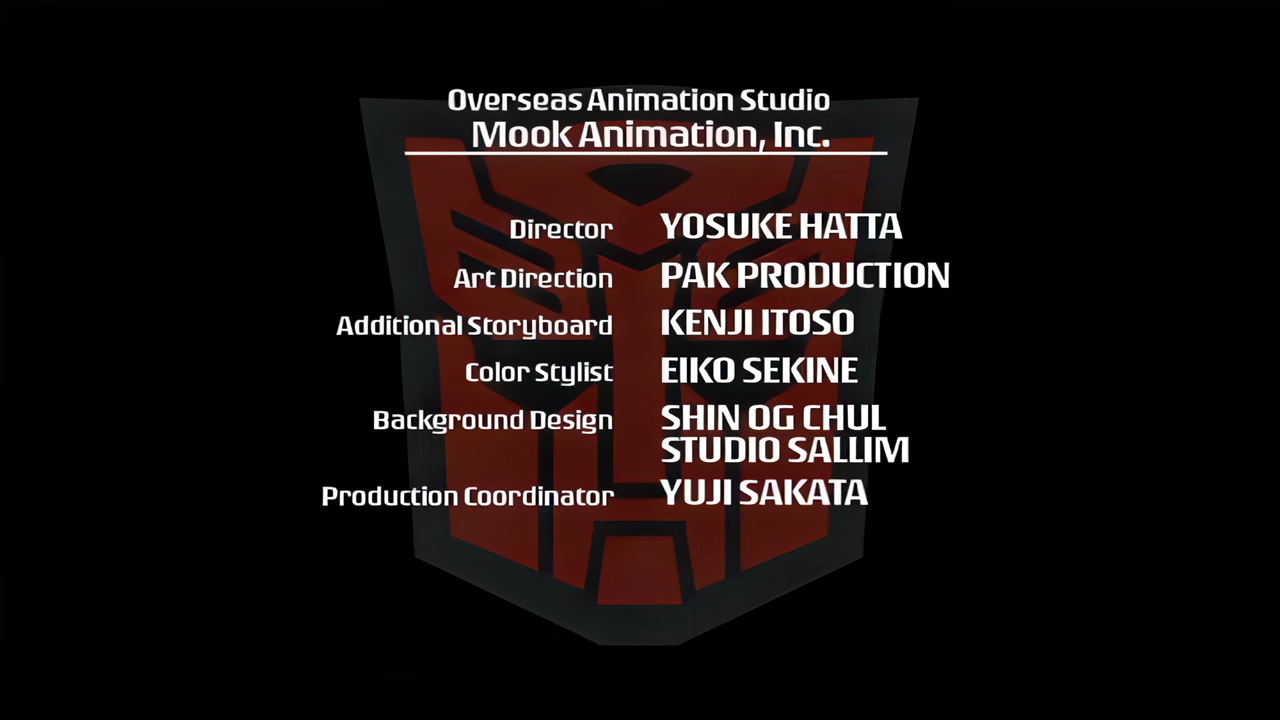 Overseas Animation Studio
Mook Animation, Inc.
Director YOSUKE HATTA
Art Direction PAK PRODUCTION
Additional Storyboard KENJI ITOSO
Color Stylist EIKO SEKINE
Background Design SHIN OG CHUL
STUDIO SALLIM
Production Coordinator YUJI SAKATA